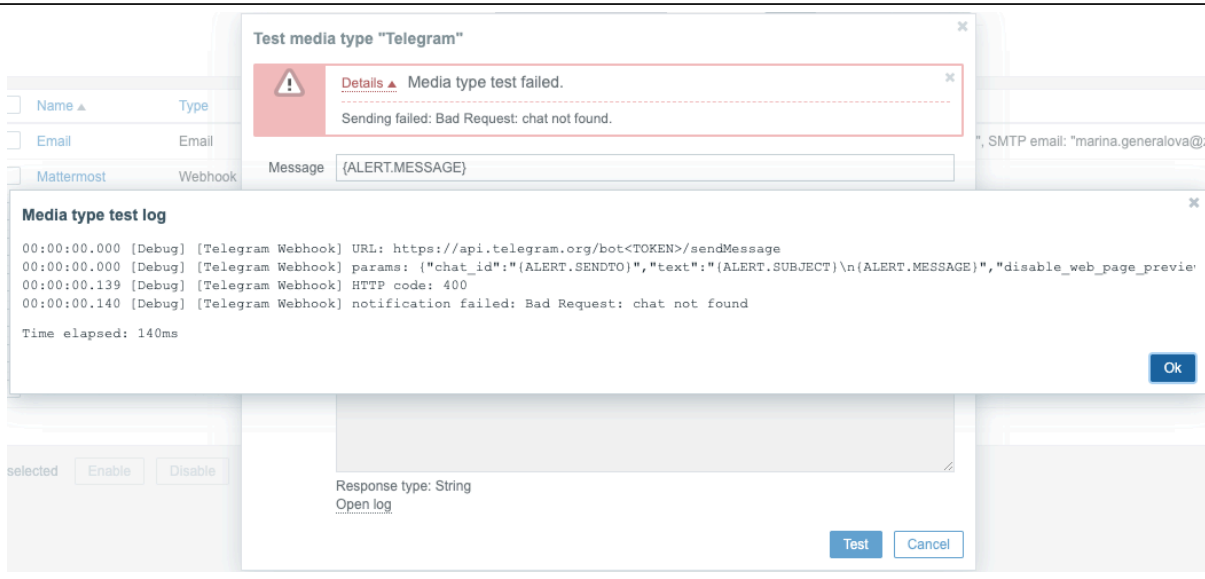 Test media type "Telegram"
Details Media type test failed.
Sending failed: Bad Request: chat not found.
Name Type
Email Email
", SMTP email: "marina.generalova@
Mattermost Webhook
Message {ALERT.MESSAGE}
Media type test log
00:00:00.000 [Debug] [Telegram Webhook] URL: https://api.telegram.org/bot<TOKEN>/sendMessage
00:00:00.000 [Debug] [Telegram Webhook] params: {"chat_id":"{ALERT.SENDTO}","text":"{ALERT.SUBJECT}\n{ALERT.MESSAGE}","disable_web_page_preview
00:00:00.139 [Debug] [Telegram Webhook] HTTP code: 400
00:00:00.140 [Debug] [Telegram Webhook] notification failed: Bad Request: chat not found
Time elapsed: 140ms
Ok
selected Enable Disable
Response type: String
Open log
Test Cancel